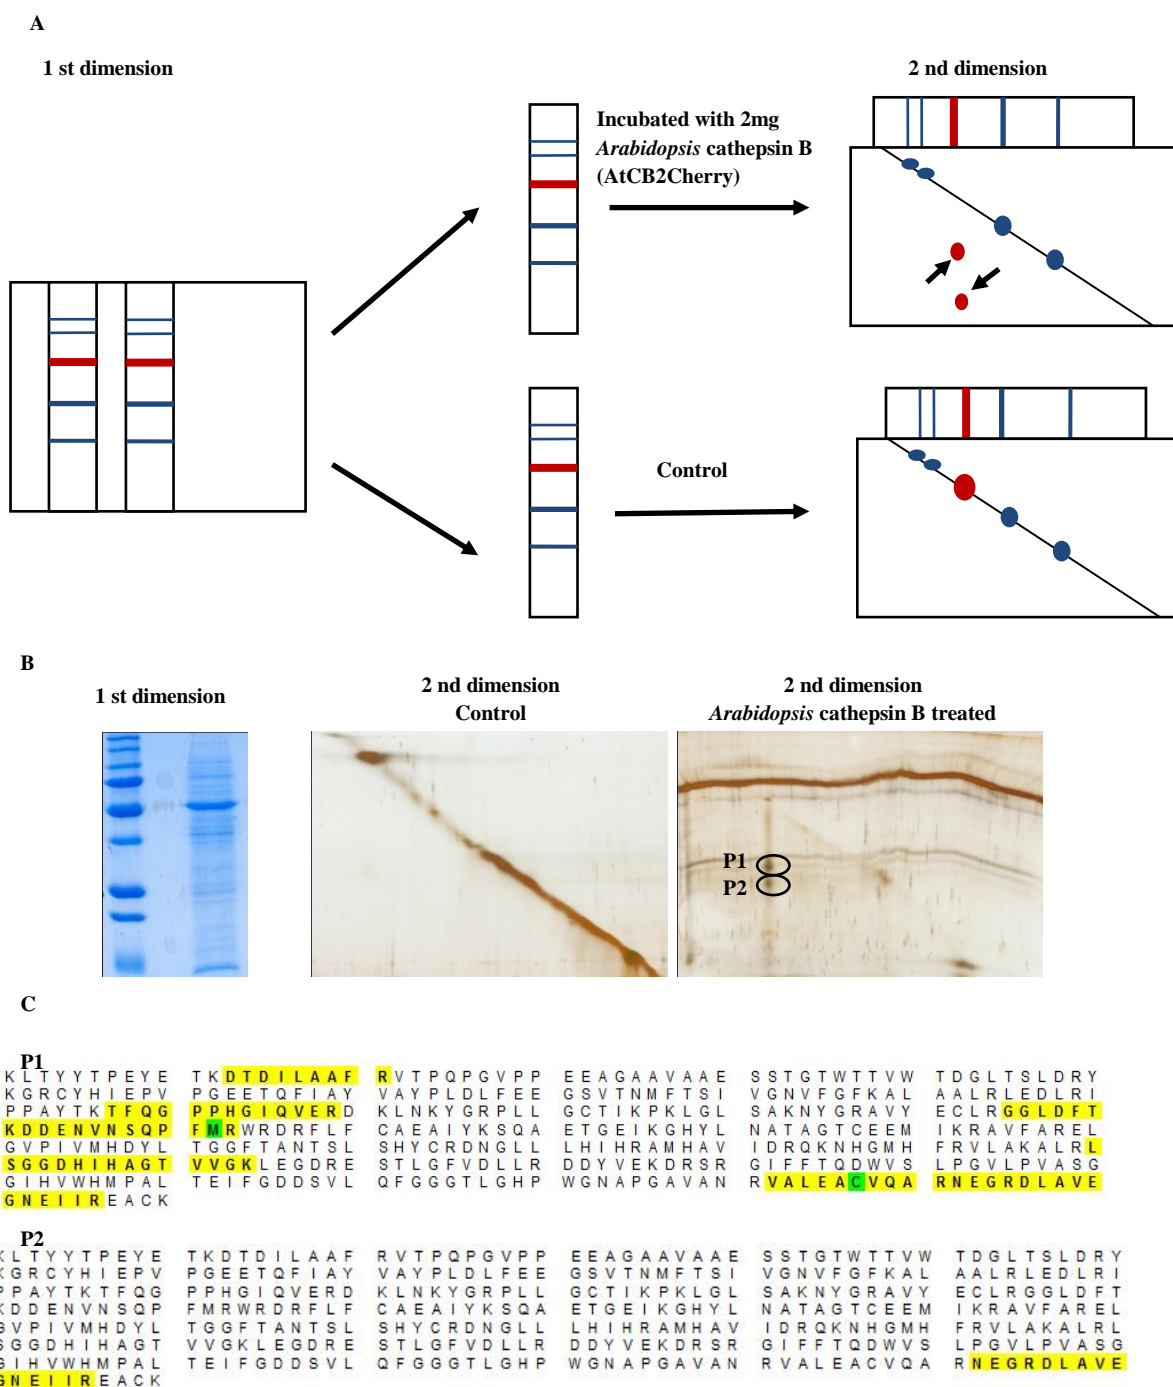 A
1 st dimension
2 nd dimension
Incubated with 2mg
Arabidopsis cathepsin B
(AtCB2Cherry)
Control
B
1 st dimension
2 nd dimension
Control
2 nd dimension
Arabidopsis cathepsin B treated
P1
P2
C
P1
KLTYYTPEYE TKDTDILAAF RVTPQPGVPP EEAGAAVAAE SSTGTWTTVW TDGLTSLDRY
KGRCYHIEPV PGEETQFIAY VAYPLDLFEE GSVTNMFTSI VGNVFGFKAL AALRLEDLRI
PPAYTKTFQG PPHGIQVERD KLNKYGRPLL GCTIKPKLGL SAKNYGRAVY ECLRGGLDFT
KDDENVNSQP FMRWRDRFLF CAEAIYKSQA ETGEIKGHYL NATAGTCEEM IKRAVFAREL
GVPIVMHDYL TGGFTANTSL SHYCRDNGLL LHIHRAMHAV IDRQKNHGMH FRVLAKALRL
SGGDHIHAGT VVGKLEGDRE STLGFVDLLR DDYVEKDRSR GIFFTQDWVS LPGVLPVASG
GIHVWHMPAL TEIFGDDSVL QFGGGTLGHP WGNAPGAVAN RVALEACVQA RNEGRDLAVE
GNEIIREACK
P2
KLTYYTPEYE TKDTDILAAF RVTPQPGVPP EEAGAAVAAE SSTGTWTTVW TDGLTSLDRY
KGRCYHIEPV PGEETQFIAY VAYPLDLFEE GSVTNMFTSI VGNVFGFKAL AALRLEDLRI
PPAYTKTFQG PPHGIQVERD KLNKYGRPLL GCTIKPKLGL SAKNYGRAVY ECLRGGLDFT
KDDENVNSQP FMRWRDRFLF CAEAIYKSQA ETGEIKGHYL NATAGTCEEM IKRAVFAREL
GVPIVMHDYL TGGFTANTSL SHYCRDNGLL LHIHRAMHAV IDRQKNHGMH FRVLAKALRL
SGGDHIHAGT VVGKLEGDRE STLGFVDLLR DDYVEKDRSR GIFFTQDWVS LPGVLPVASG
GIHVWHMPAL TEIFGDDSVL QFGGGTLGHP WGNAPGAVAN RVALEACVQA RNEGRDLAVE
GNEIIREACK